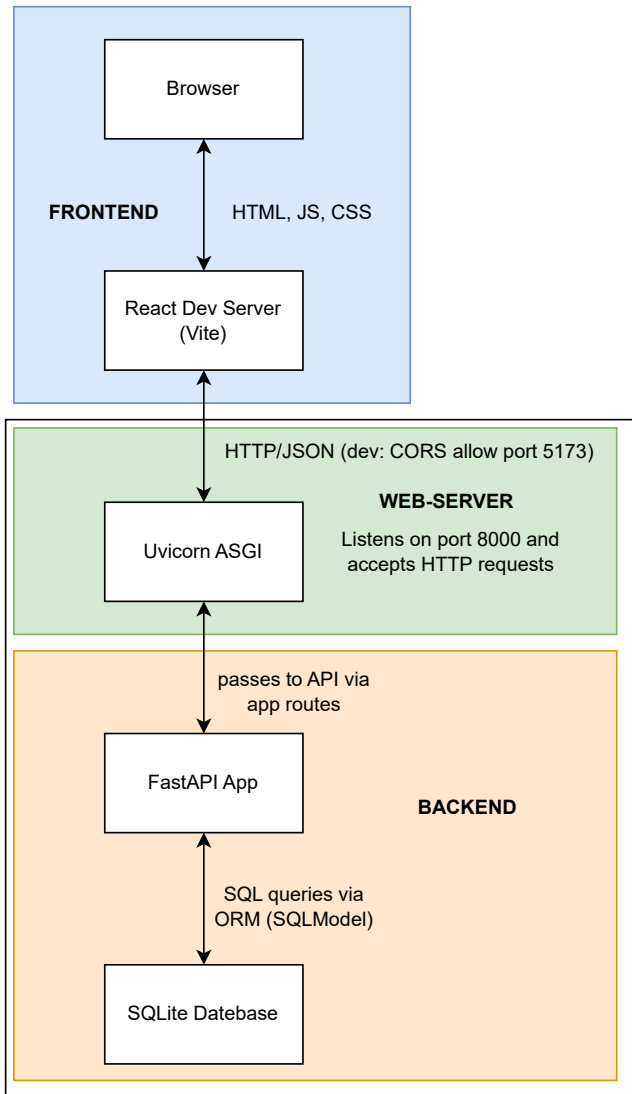 Browser
FRONTEND
HTML, JS, CSS
React Dev Server
(Vite)
HTTP/JSON (dev: CORS allow port 5173)
WEB-SERVER
Uvicorn ASGI
Listens on port 8000 and
accepts HTTP requests
passes to API via
app routes
FastAPI App
BACKEND
SQL queries via
ORM (SQLModel)
SQLite Datebase